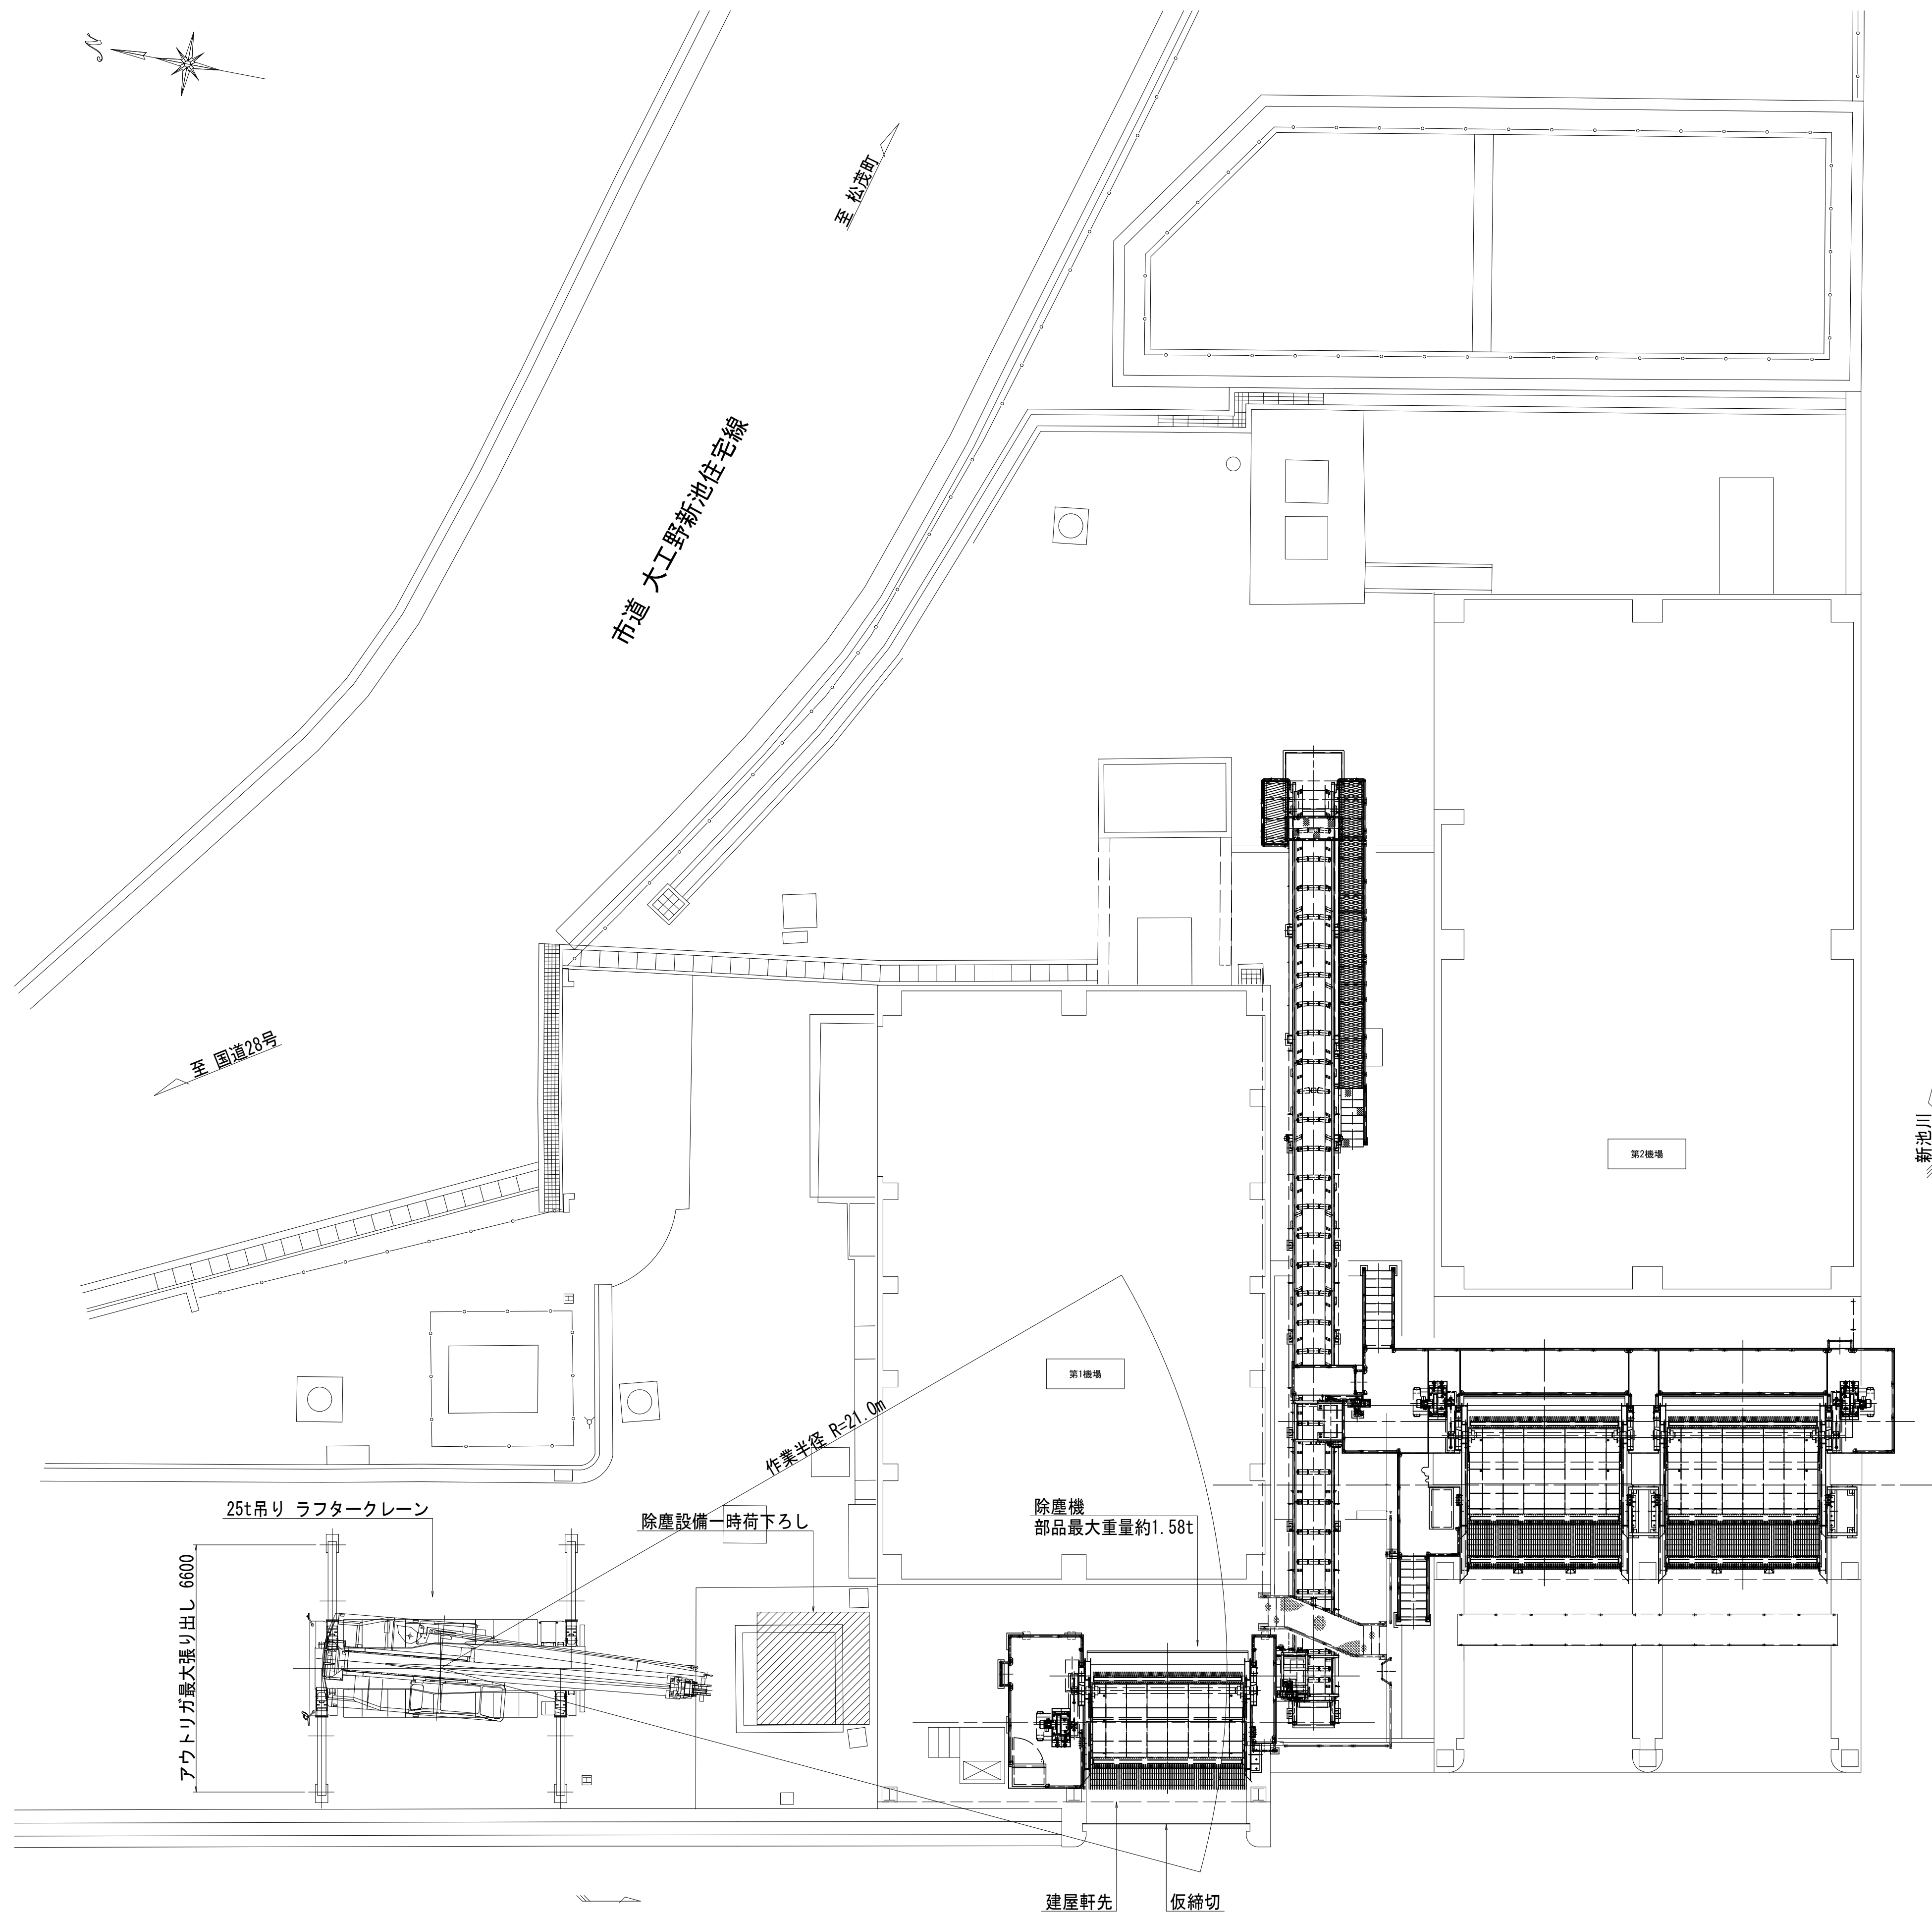 N
至 松茂町
市道 大工野新池住宅線
至 国道28号
新池川
第2機場
第1機場
作業半径 R=21.0m
25t吊り ラフタークレーン
除塵設備一時荷下ろし
除塵機
部品最大重量約1.58t
アウトリガ最大張り出し 6600
建屋軒先
仮締切